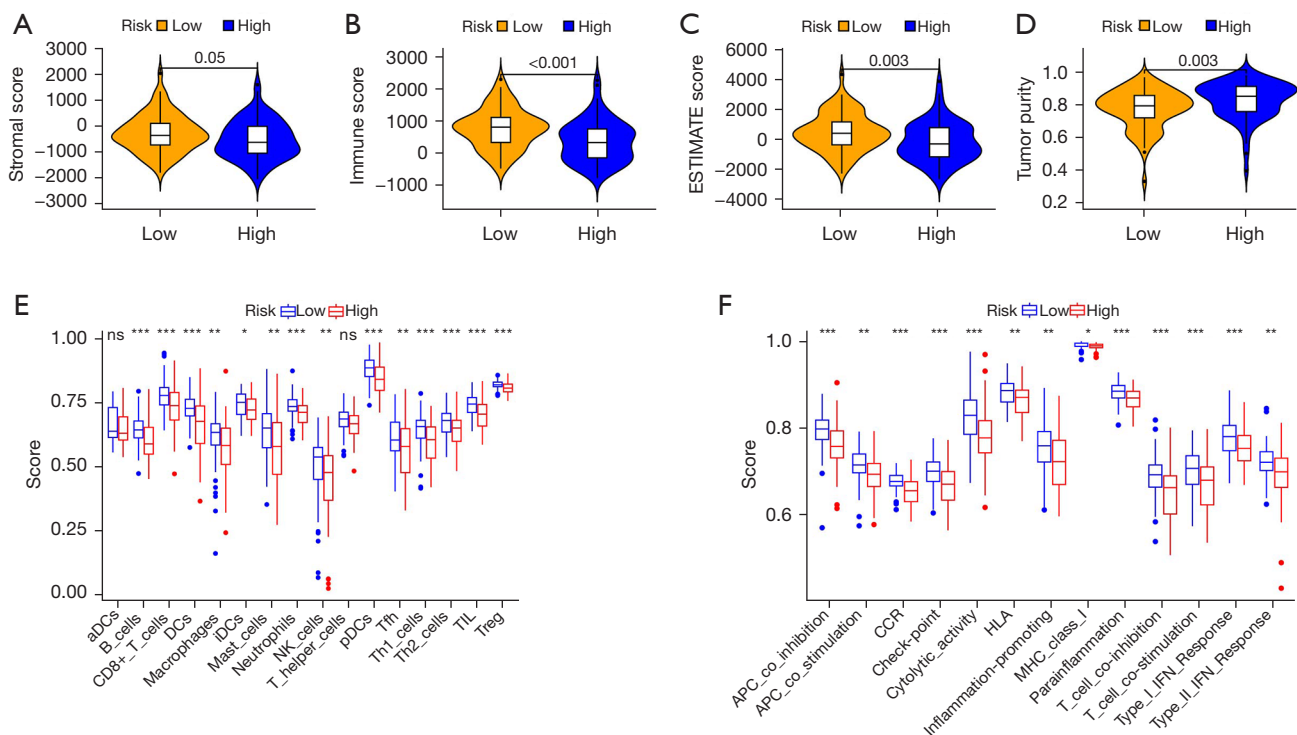 A
Risk Low High
Stromal score
3000
2000
1000
0
−1000
−2000
−3000
0.05
Low High
B
Risk Low High
Immune score
3000
1000
0
−1000
<0.001
Low High
C
Risk Low High
ESTIMATE score
6000
4000
2000
0
−2000
−4000
0.003
Low High
D
Risk Low High
Tumor purity
1.0
0.8
0.6
0.4
0.2
0.003
Low High
E
Risk Low High
ns *** *** *** ** * ** *** ** ns *** ** *** *** *** ***
Score
1.00
0.75
0.50
0.25
0.00
aDCs
B_cells
CD8+_T_cells
DCs
Macrophages
iDCs
Mast_cells
Neutrophils
NK_cells
T_helper_cells
pDCs
Tfh
Th1_cells
Th2_cells
TIL
Treg
F
Risk Low High
*** ** *** *** *** ** ** * *** *** *** *** **
Score
1.0
0.8
0.6
APC_co_inhibition
APC_co_stimulation
CCR
Check-point
Cytolytic_activity
HLA
Inflammation-promoting
MHC_class_I
Parainflammation
T_cell_co-inhibition
T_cell_co-stimulation
Type_I_IFN_Response
Type_II_IFN_Response